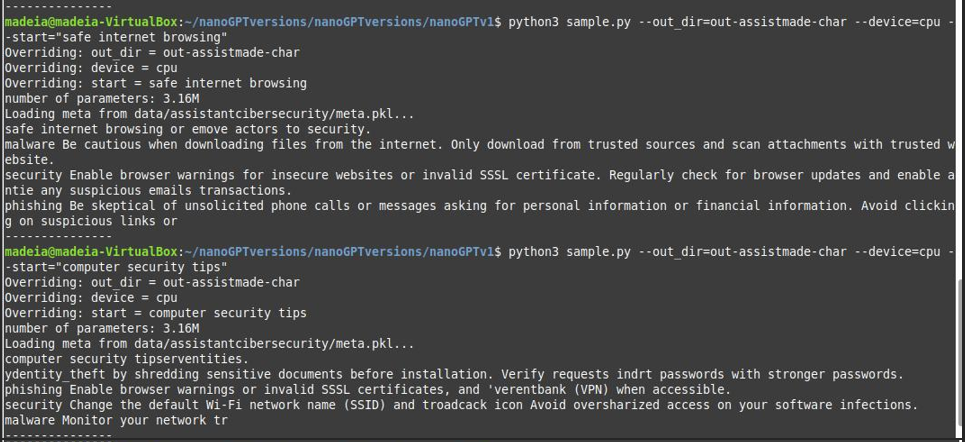 ---------------
madeia@madeia-VirtualBox:~/nanoGPTversions/nanoGPTversions/nanoGPTv1$ python3 sample.py --out_dir=out-assistmade-char --device=cpu -
-start="safe internet browsing"
Overriding: out_dir = out-assistmade-char
Overriding: device = cpu
Overriding: start = safe internet browsing
number of parameters: 3.16M
Loading meta from data/assistantcibersecurity/meta.pkl...
safe internet browsing or emove actors to security.
malware Be cautious when downloading files from the internet. Only download from trusted sources and scan attachments with trusted w
ebsite.
security Enable browser warnings for insecure websites or invalid SSSL certificate. Regularly check for browser updates and enable a
ntie any suspicious emails transactions.
phishing Be skeptical of unsolicited phone calls or messages asking for personal information or financial information. Avoid clickin
g on suspicious links or
---------------
madeia@madeia-VirtualBox:~/nanoGPTversions/nanoGPTversions/nanoGPTv1$ python3 sample.py --out_dir=out-assistmade-char --device=cpu -
-start="computer security tips"
Overriding: out_dir = out-assistmade-char
Overriding: device = cpu
Overriding: start = computer security tips
number of parameters: 3.16M
Loading meta from data/assistantcibersecurity/meta.pkl...
computer security tipserventities.
ydentity_theft by shredding sensitive documents before installation. Verify requests indrt passwords with stronger passwords.
phishing Enable browser warnings or invalid SSSL certificates, and 'verentbank (VPN) when accessible.
security Change the default Wi-Fi network name (SSID) and troadcack icon Avoid oversharized access on your software infections.
malware Monitor your network tr
---------------